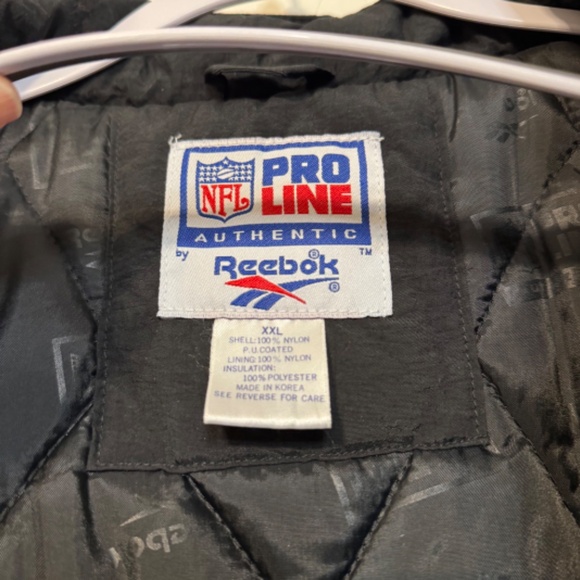 NFL
PRO
LINE
AUTHENTIC
by Reebok ® ™
®
XXL
SHELL: 100% NYLON
P.U. COATED
LINING: 100% NYLON
INSULATION:
100% POLYESTER
MADE IN KOREA
SEE REVERSE FOR CARE
ebo